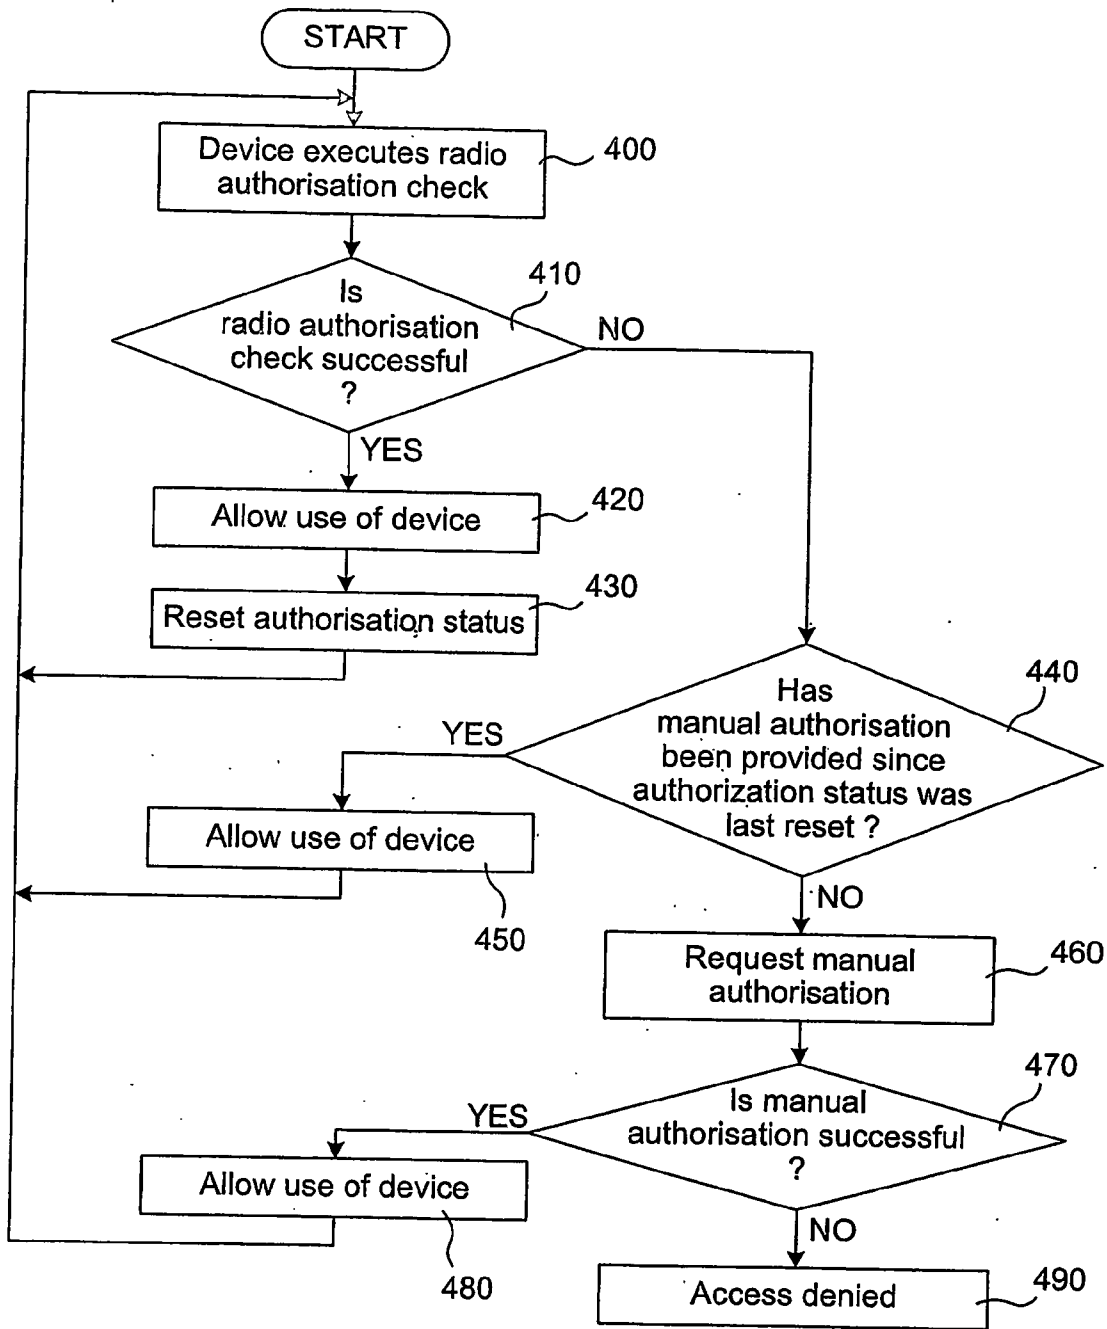 START
Device executes radio
authorisation check
400
Is
radio authorisation
check successful
?
410
NO
YES
Allow use of device
420
Reset authorisation status
430
Has
manual authorisation
been provided since
authorization status was
last reset ?
440
YES
Allow use of device
450
NO
Request manual
authorisation
460
Is manual
authorisation successful
?
470
YES
Allow use of device
480
NO
Access denied
490